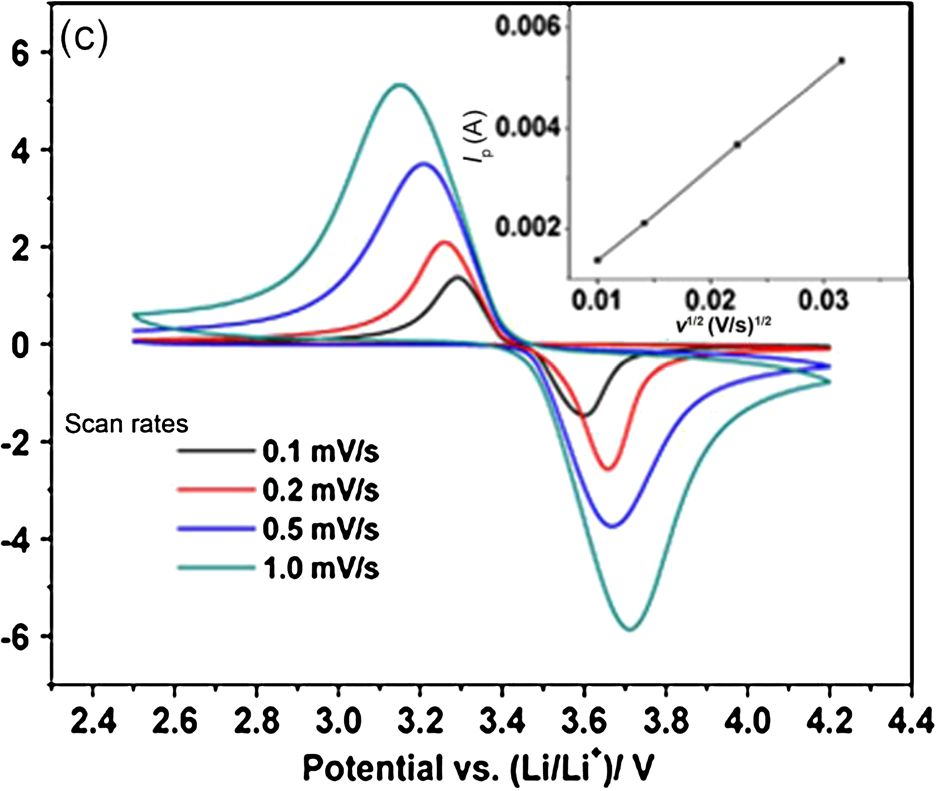 (c)
6
4
2
0
-2
-4
-6
0.006
0.004
0.002
Ip (A)
0.01 0.02 0.03
v1/2 (V/s)1/2
Scan rates
0.1 mV/s
0.2 mV/s
0.5 mV/s
1.0 mV/s
2.4 2.6 2.8 3.0 3.2 3.4 3.6 3.8 4.0 4.2 4.4
Potential vs. (Li/Li+)/ V